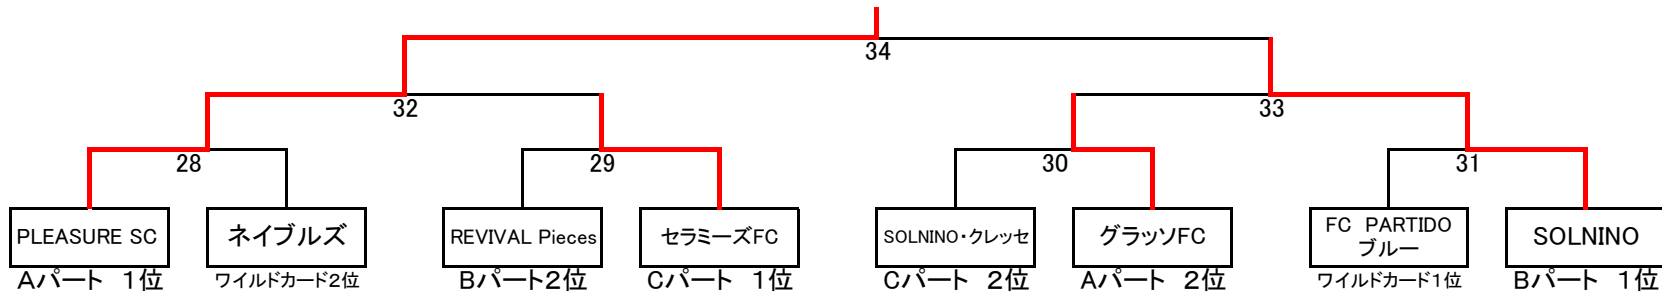 34
32
33
28
29
30
31
PLEASURE SC
ネイブルズ
REVIVAL Pieces
セラミーズFC
SOLNINO・クレッセ
グラッソFC
FC PARTIDO
ブルー
SOLNINO
Aパート 1位
ワイルドカード2位
Bパート2位
Cパート 1位
Cパート 2位
Aパート 2位
ワイルドカード1位
Bパート 1位